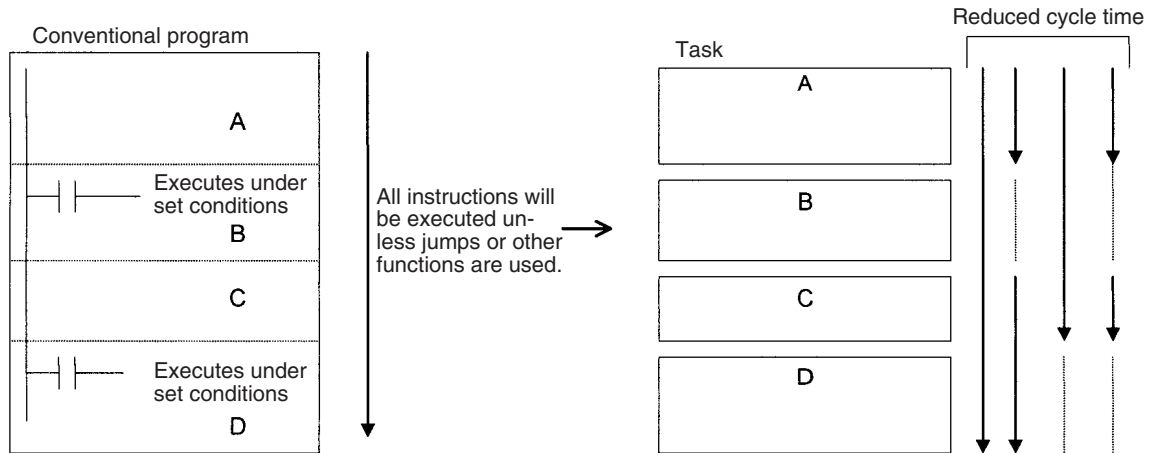 Conventional program
A
Executes under
set conditions
B
C
Executes under
set conditions
D
All instructions will
be executed un-
less jumps or other
functions are used.
Reduced cycle time
Task
A
B
C
D